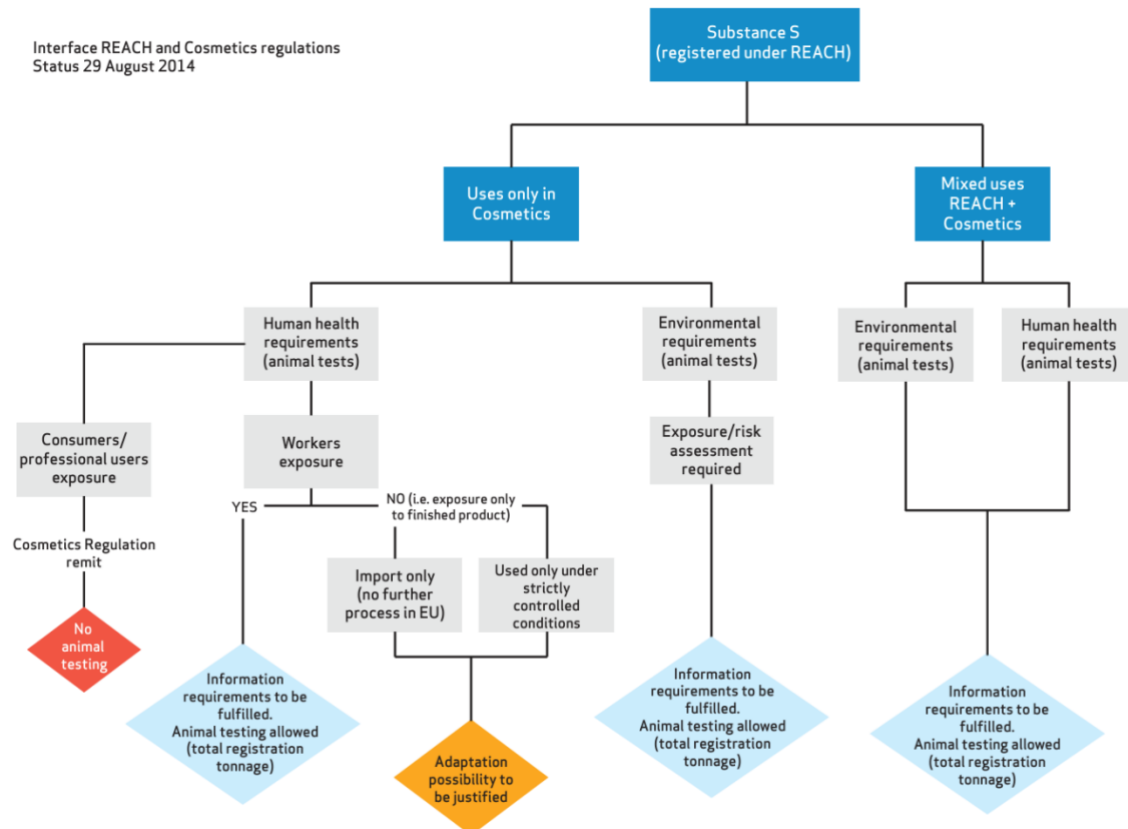 Interface REACH and Cosmetics regulations
Status 29 August 2014
Substance S
(registered under REACH)
Uses only in
Cosmetics
Mixed uses
REACH +
Cosmetics
Human health
requirements
(animal tests)
Environmental
requirements
(animal tests)
Environmental
requirements
(animal tests)
Human health
requirements
(animal tests)
Consumers/
professional users
exposure
Workers
exposure
Exposure/risk
assessment
required
YES
NO (i.e. exposure only
to finished product)
Cosmetics Regulation
remit
Import only
(no further
process in EU)
Used only under
strictly
controlled
conditions
No
animal
testing
Information
requirements to be
fulfilled.
Animal testing allowed
(total registration
tonnage)
Adaptation
possibility to
be justified
Information
requirements to be
fulfilled.
Animal testing allowed
(total registration
tonnage)
Information
requirements to be
fulfilled.
Animal testing allowed
(total registration
tonnage)